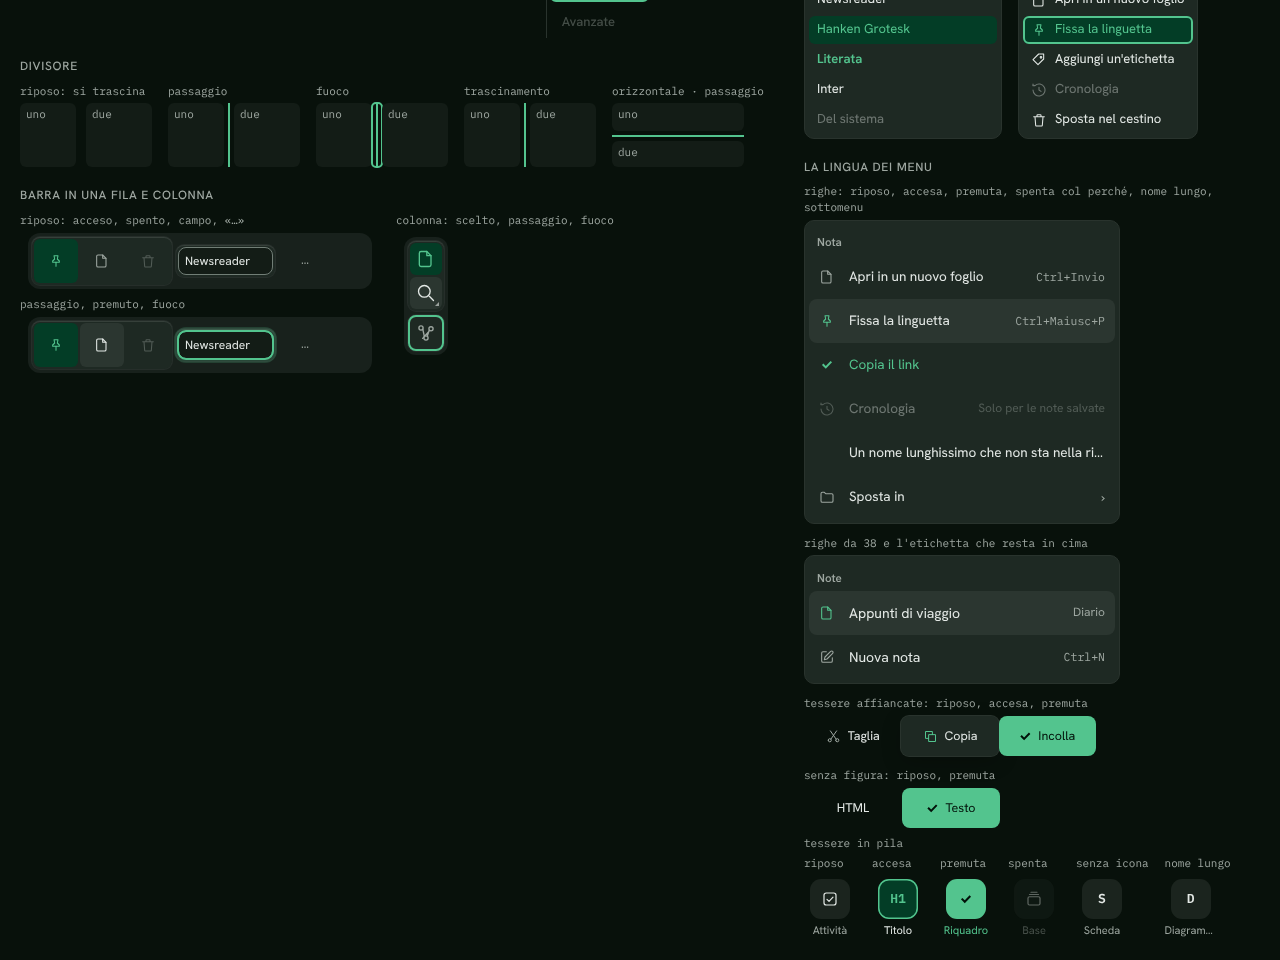 Avanzate
DIVISORE
riposo: si trascina
passaggio
fuoco
trascinamento
orizzontale · passaggio
uno
due
uno
due
uno
due
uno
due
uno
due
BARRA IN UNA FILA E COLONNA
riposo: acceso, spento, campo, «…»
Newsreader
…
passaggio, premuto, fuoco
Newsreader
…
colonna: scelto, passaggio, fuoco
Newsreader
Hanken Grotesk
Literata
Inter
Del sistema
Apri in un nuovo foglio
Fissa la linguetta
Aggiungi un'etichetta
Cronologia
Sposta nel cestino
LA LINGUA DEI MENU
righe: riposo, accesa, premuta, spenta col perché, nome lungo,
sottomenu
Nota
Apri in un nuovo foglio Ctrl+Invio
Fissa la linguetta Ctrl+Maiusc+P
Copia il link
Cronologia Solo per le note salvate
Un nome lunghissimo che non sta nella ri…
Sposta in ›
righe da 38 e l'etichetta che resta in cima
Note
Appunti di viaggio Diario
Nuova nota Ctrl+N
tessere affiancate: riposo, accesa, premuta
Taglia Copia Incolla
senza figura: riposo, premuta
HTML Testo
tessere in pila
riposo accesa premuta spenta senza icona nome lungo
H1 S D
Attività Titolo Riquadro Base Scheda Diagram…